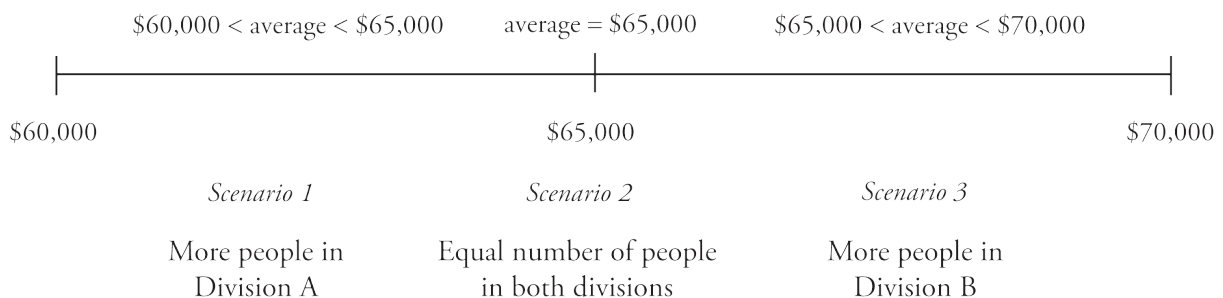 $60,000 < average < $65,000 average = $65,000 $65,000 < average < $70,000
$60,000 $65,000 $70,000
Scenario 1 Scenario 2 Scenario 3
More people in Equal number of people More people in
Division A in both divisions Division B